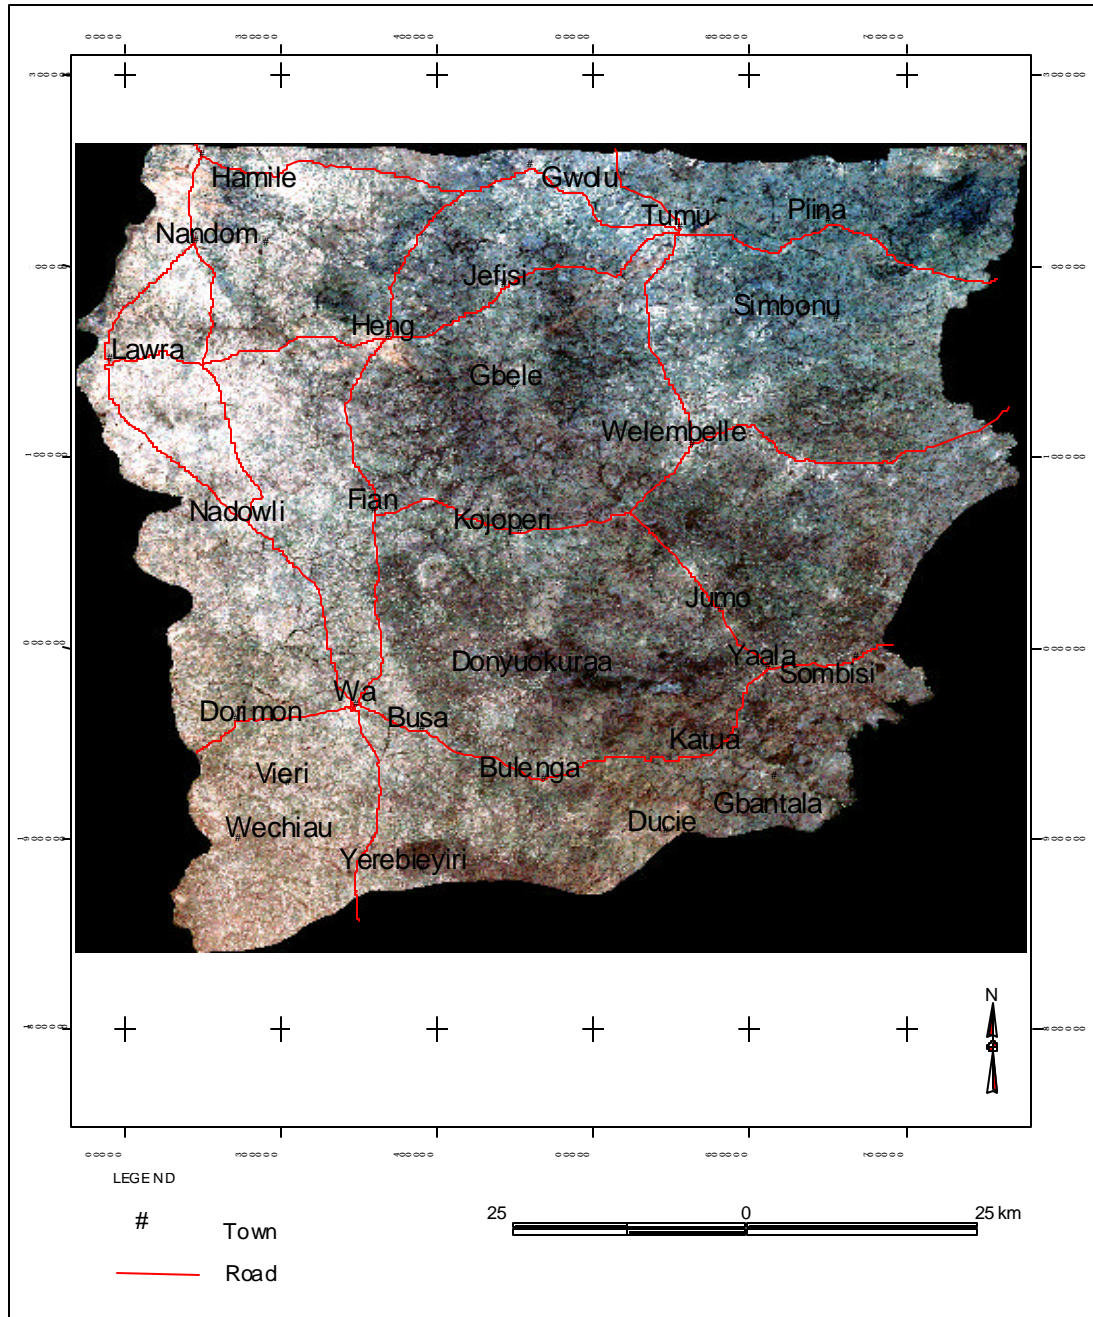 Hamile
Gwolu
Tumu
Piina
Nandom
Jefisi
Simbonu
Heng
Lawra
Gbele
Welembelle
Fian
Nadowli
Kojoperi
Jumo
Donyuokuraa
Yaala
Sombisi
Wa
Dorimon
Busa
Katua
Vieri
Bulenga
Gbantala
Wechiau
Ducie
Yerebieyiri
N
LEGEND
# Town
Road
25 0 25 km